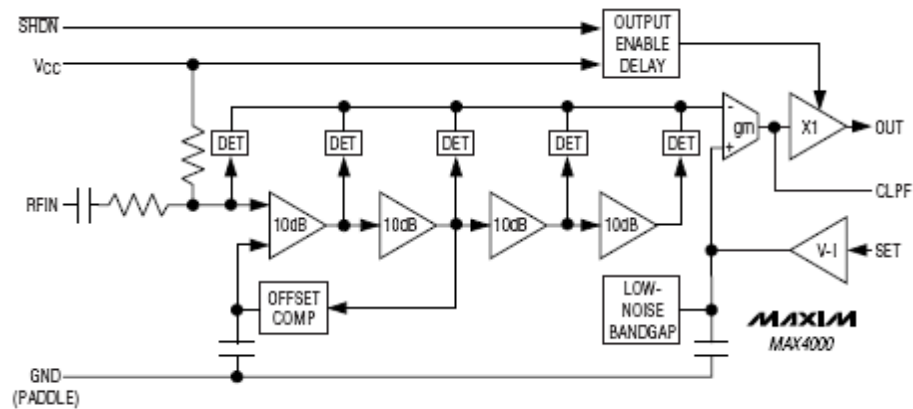 SHDN
OUTPUT
ENABLE
DELAY
VCC
DET
DET
DET
DET
DET
-
gm
+
X1
OUT
CLPF
RFIN
10dB
10dB
10dB
10dB
V-I
SET
OFFSET
COMP
LOW-
NOISE
BANDGAP
MAXIM
MAX4000
GND
(PADDLE)